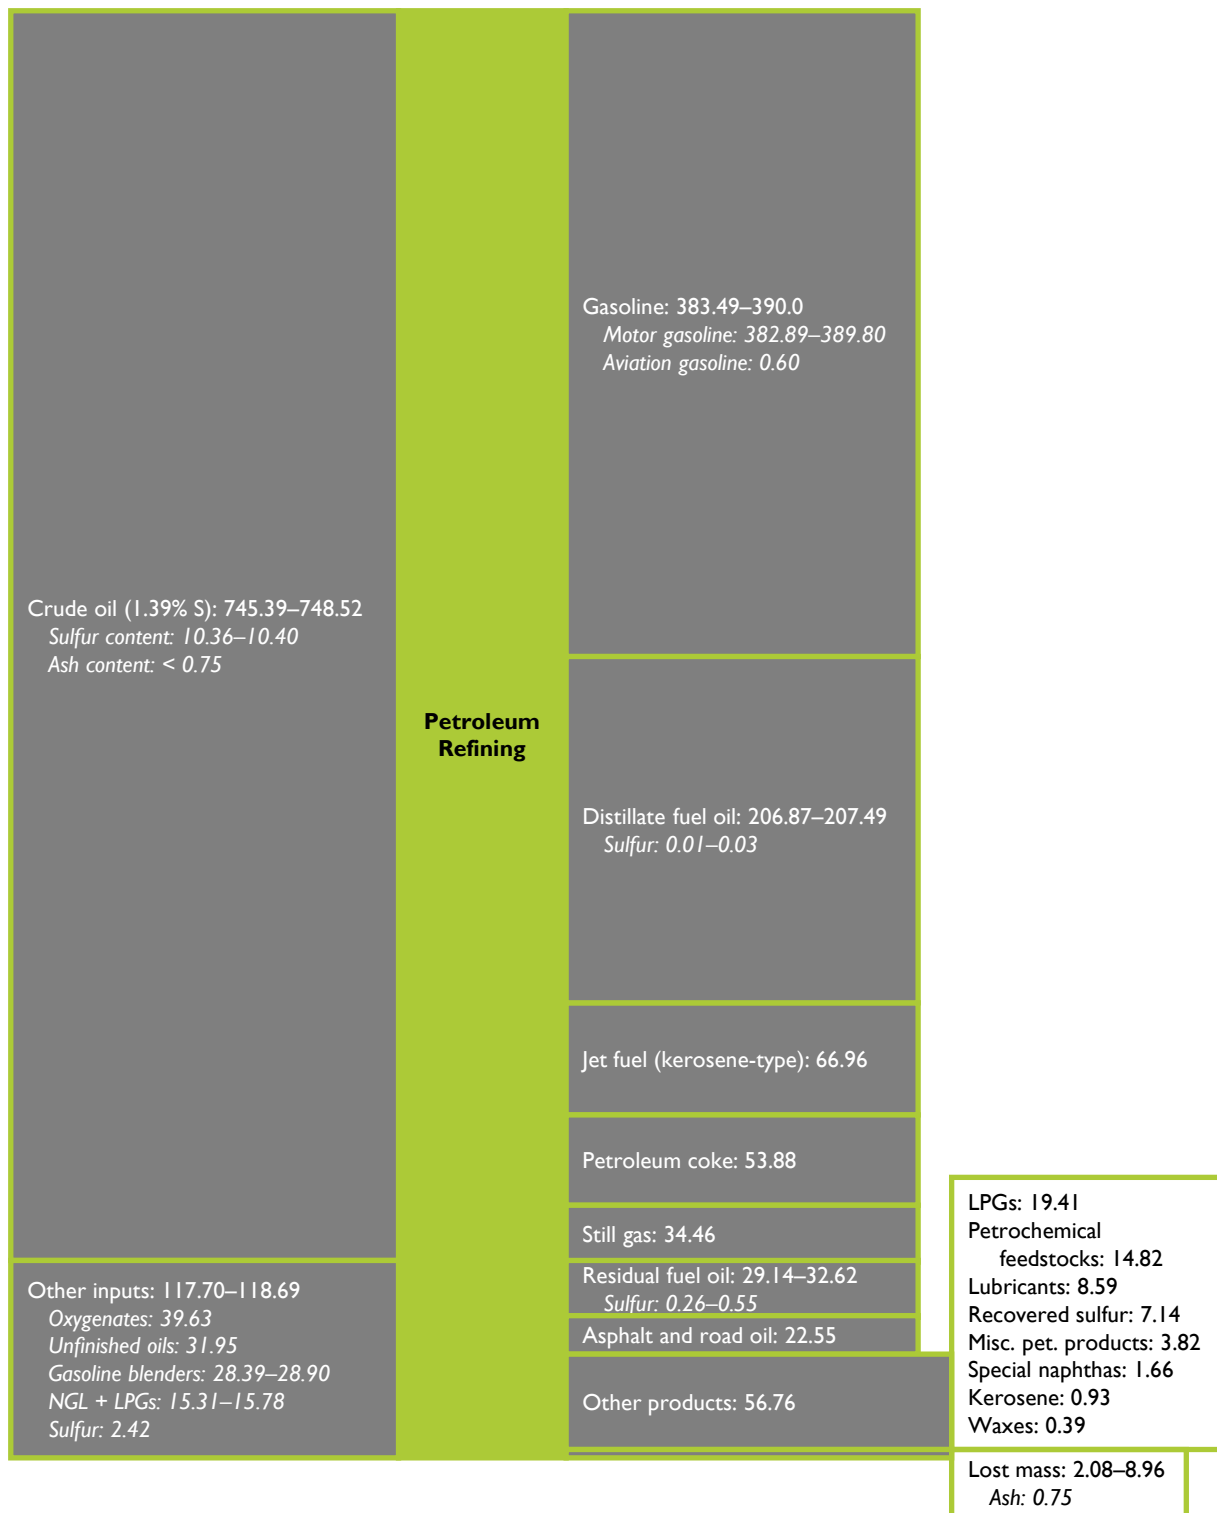 Crude oil (1.39% S): 745.39–748.52
Sulfur content: 10.36–10.40
Ash content: < 0.75
Other inputs: 117.70–118.69
Oxygenates: 39.63
Unfinished oils: 31.95
Gasoline blenders: 28.39–28.90
NGL + LPGs: 15.31–15.78
Sulfur: 2.42
Petroleum
Refining
Gasoline: 383.49–390.0
Motor gasoline: 382.89–389.80
Aviation gasoline: 0.60
Distillate fuel oil: 206.87–207.49
Sulfur: 0.01–0.03
Jet fuel (kerosene-type): 66.96
Petroleum coke: 53.88
Still gas: 34.46
Residual fuel oil: 29.14–32.62
Sulfur: 0.26–0.55
Asphalt and road oil: 22.55
Other products: 56.76
LPGs: 19.41
Petrochemical
feedstocks: 14.82
Lubricants: 8.59
Recovered sulfur: 7.14
Misc. pet. products: 3.82
Special naphthas: 1.66
Kerosene: 0.93
Waxes: 0.39
Lost mass: 2.08–8.96
Ash: 0.75